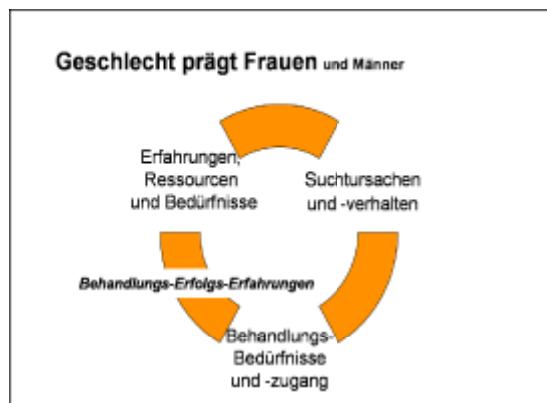 Geschlecht prägt Frauen und Männer
Erfahrungen,
Ressourcen
und Bedürfnisse
Suchtursachen
und -verhalten
Behandlungs-Erfolgs-Erfahrungen
Behandlungs-
Bedürfnisse
und -zugang